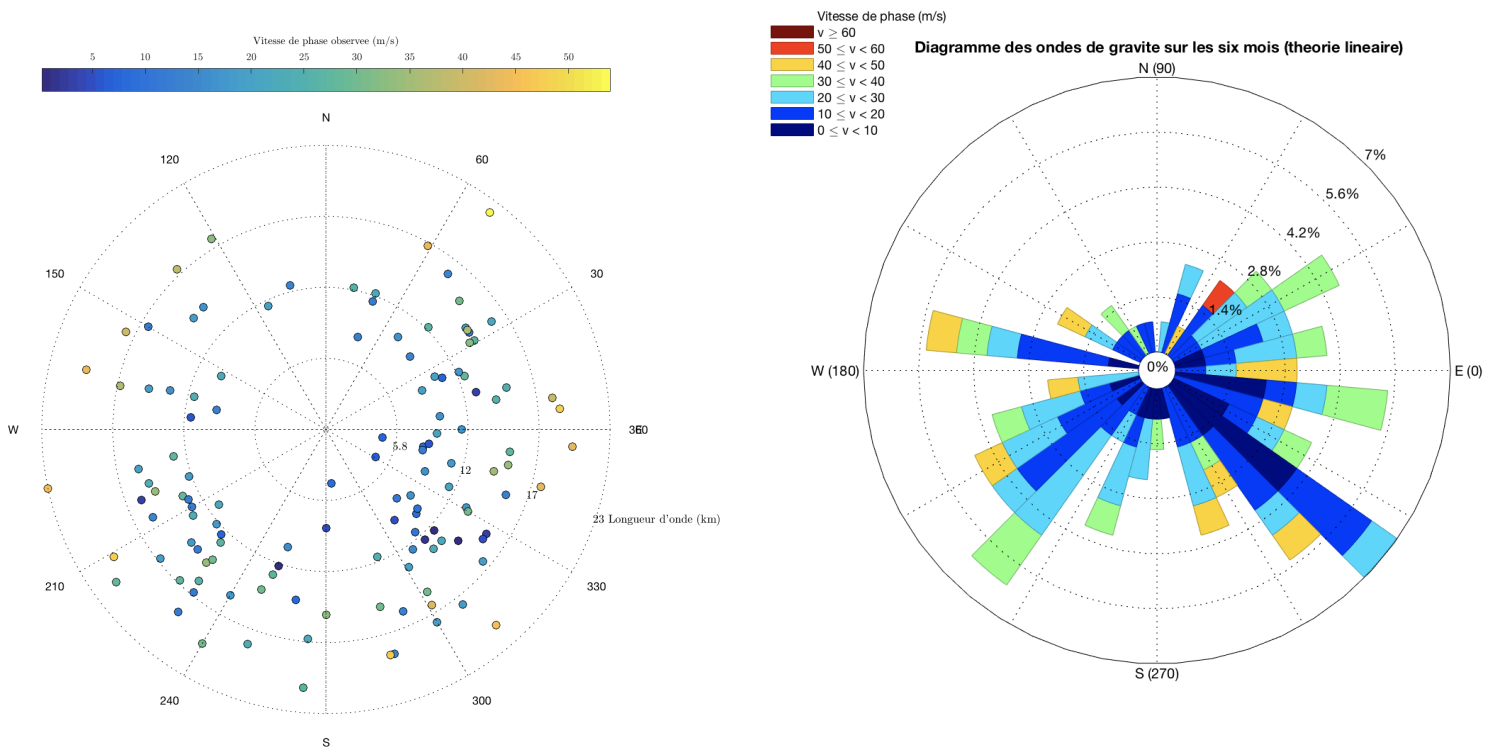 Vitesse de phase observee (m/s)
5 10 15 20 25 30 35 40 45 50
N
120 60
150 30
W
5.8
12
17
23 Longueur d'onde (km)
210 330
240 300
S
Vitesse de phase (m/s)
v ≥ 60
50 ≤ v < 60
40 ≤ v < 50
30 ≤ v < 40
20 ≤ v < 30
10 ≤ v < 20
0 ≤ v < 10
Diagramme des ondes de gravite sur les six mois (theorie lineaire)
N (90)
7%
5.6%
4.2%
2.8%
1.4%
0%
W (180) E (0)
S (270)